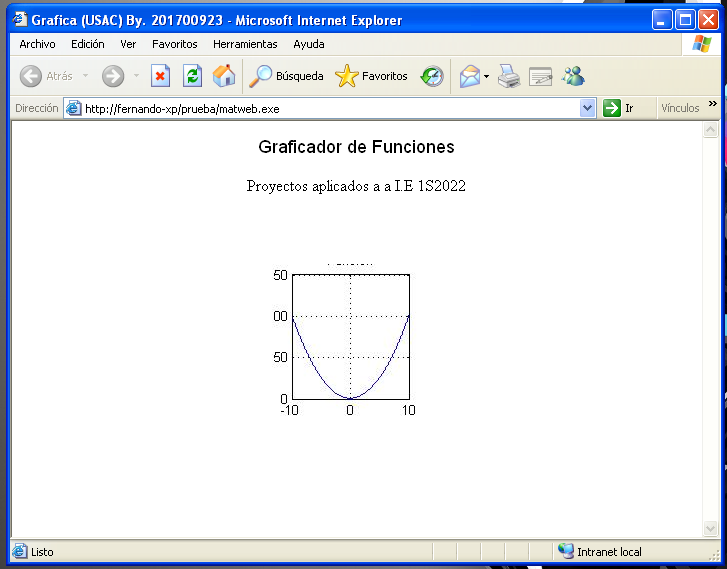 Grafica (USAC) By. 201700923 - Microsoft Internet Explorer
Archivo Edición Ver Favoritos Herramientas Ayuda
Atrás Búsqueda Favoritos
Dirección http://fernando-xp/prueba/matweb.exe Ir Vínculos »
Graficador de Funciones
Proyectos aplicados a a I.E 1S2022
50
00
50
0
-10 0 10
Listo Intranet local